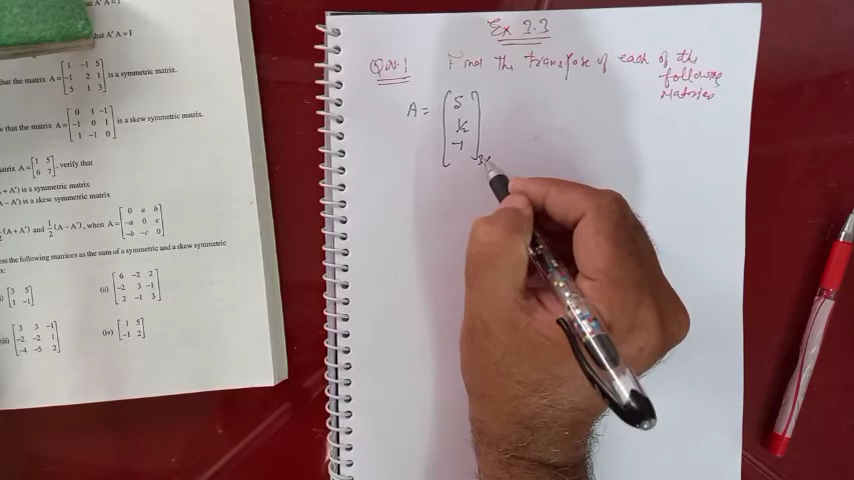 at A' A = I
that A' A = I
that the matrix A = [1 -1 5; -1 2 1; 5 1 3] is a symmetric matrix.
w that the matrix A = [0 1 -1; -1 0 1; 1 -1 0] is a skew symmetric matrix.
matrix A = [1 5; 6 7], verify that
+ A') is a symmetric matrix
A – A') is a skew symmetric matrix
(A + A') and 1/2 (A – A'), when A = [0 a b; -a 0 c; -b -c 0]
ess the following matrices as the sum of a symmetric and a skew symmetric
x:
[3 5; 1 -1]
(ii) [6 -2 2; -2 3 -1; 2 -1 3]
(iii) [3 3 -1; -2 -2 1; -4 -5 2]
(iv) [1 5; -1 2]
Ex 3.3
Q no. 1 Find the transpose of each of the
following
Matrices
A = [5; 1/2; -1] 3x